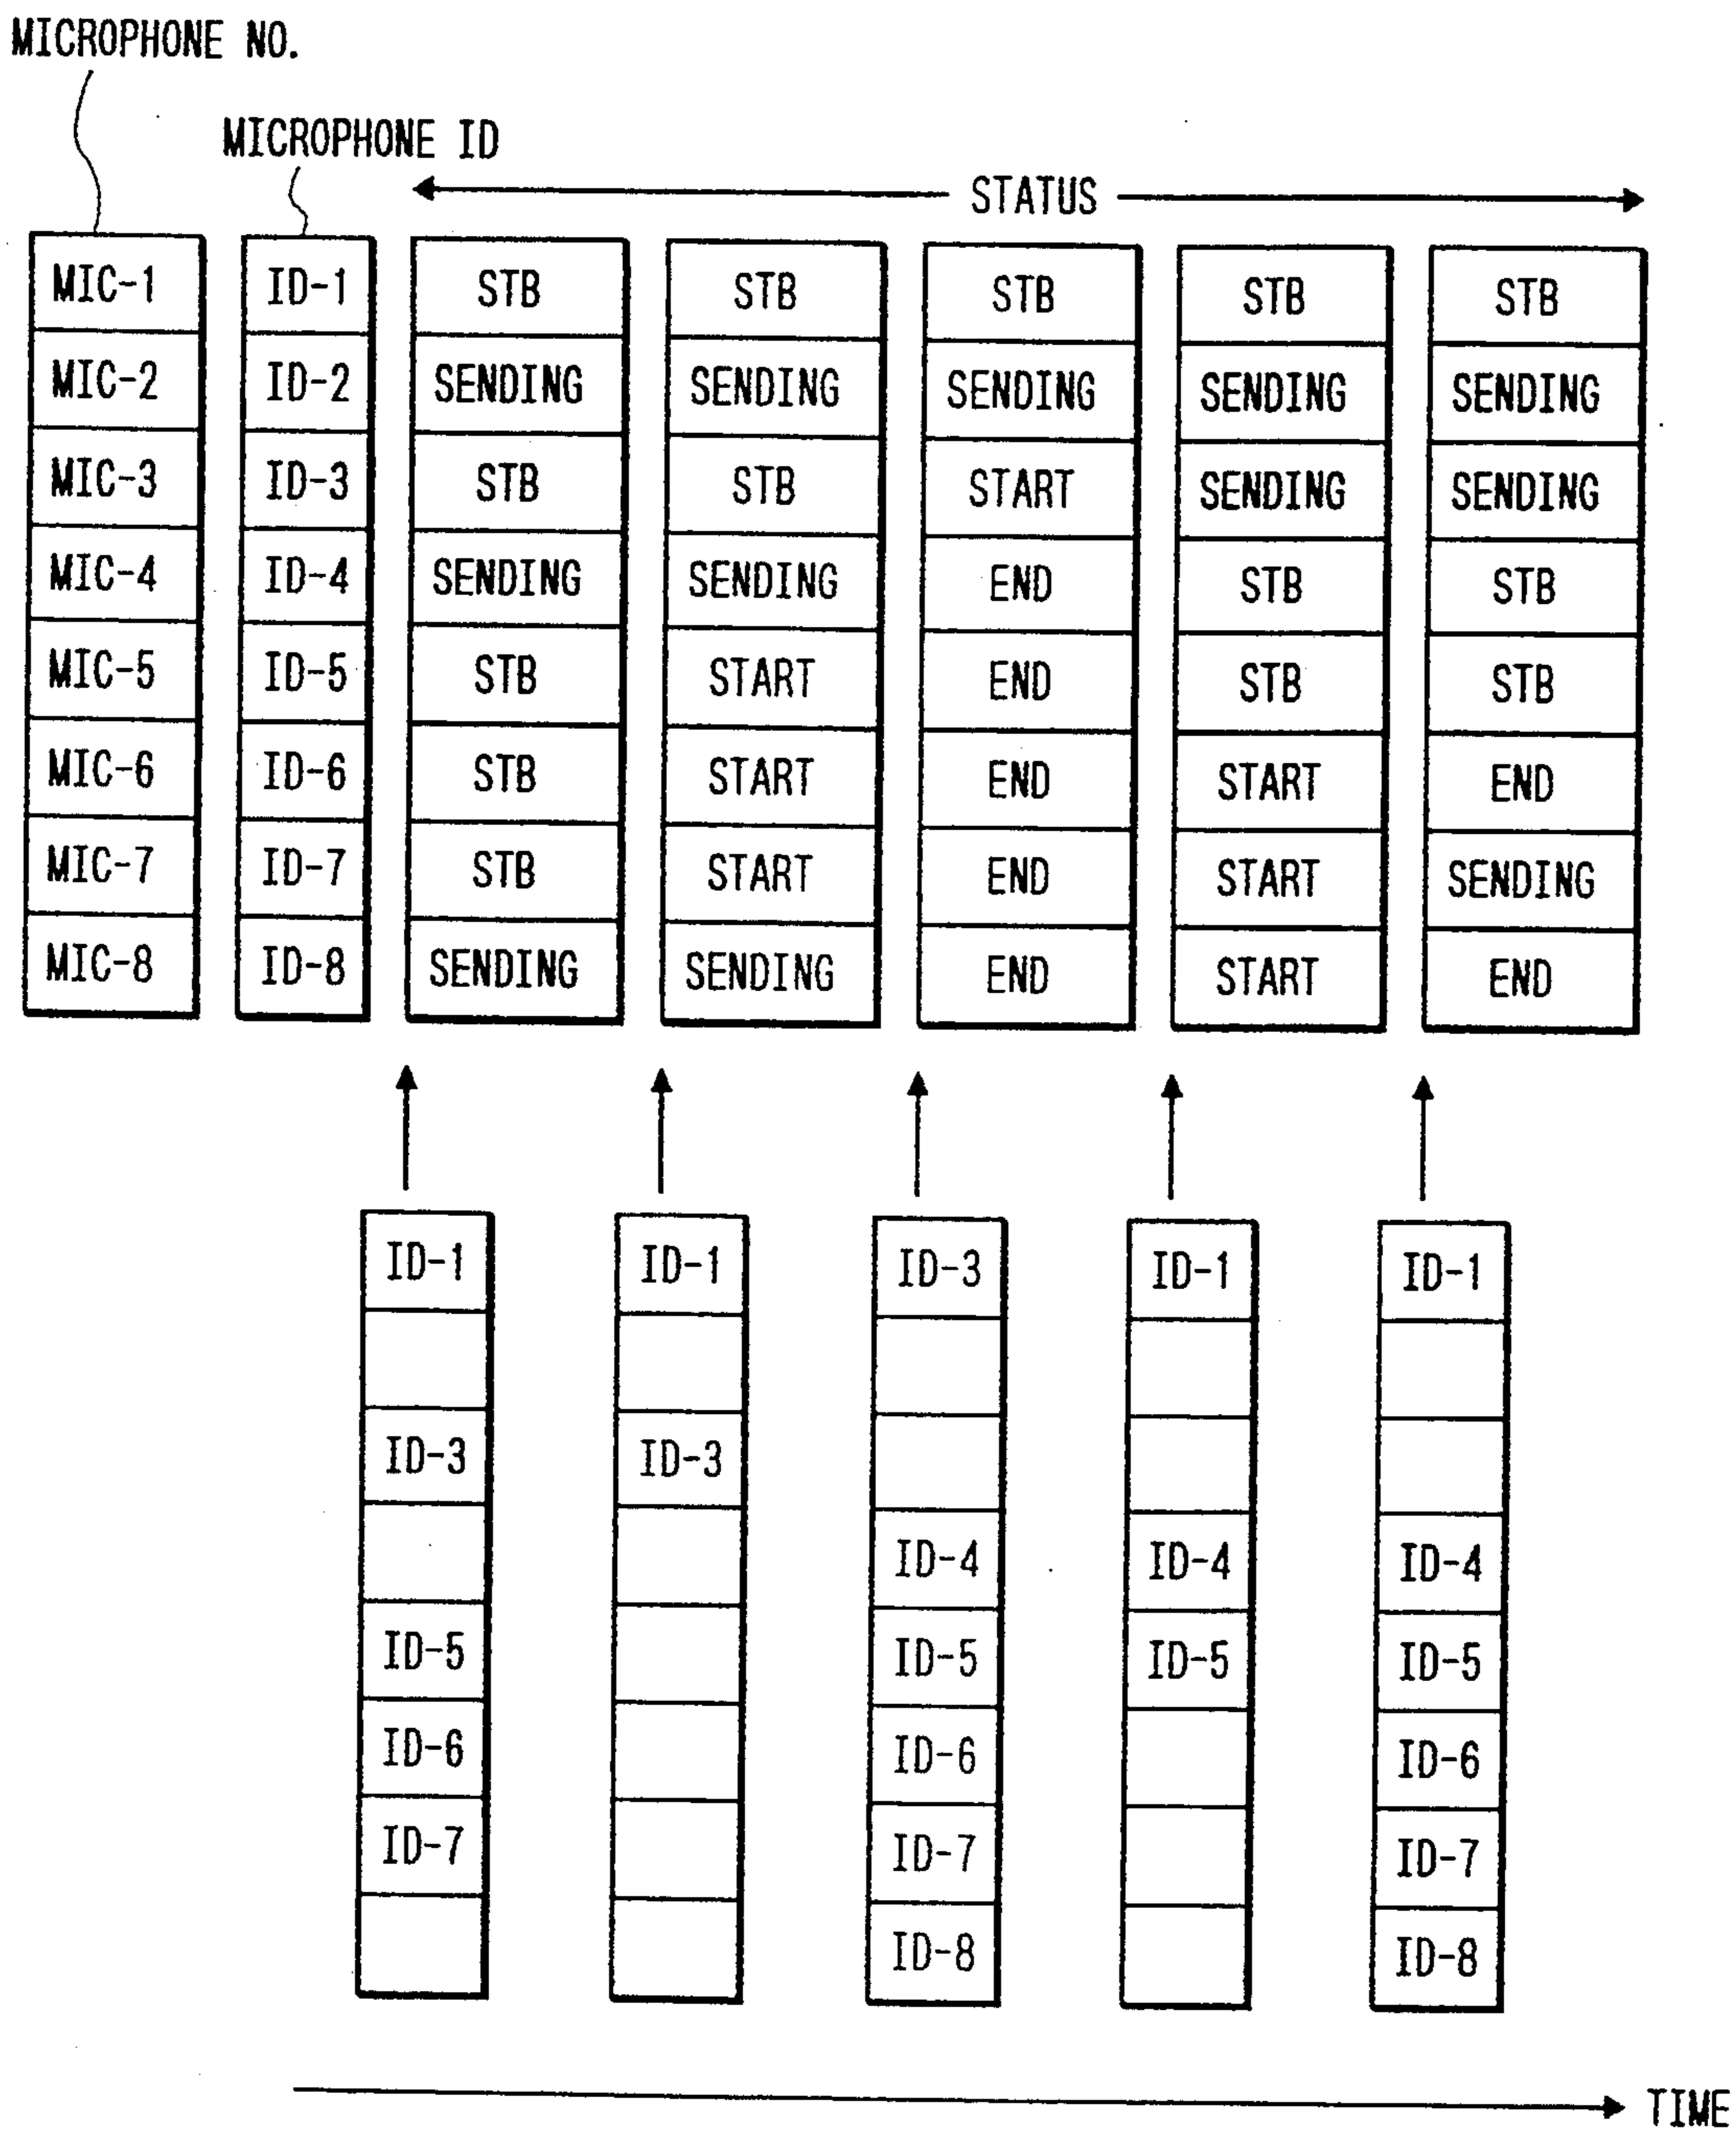 MICROPHONE NO.
MICROPHONE ID
STATUS
MIC-1 ID-1 STB STB STB STB STB
MIC-2 ID-2 SENDING SENDING SENDING SENDING SENDING
MIC-3 ID-3 STB STB START SENDING SENDING
MIC-4 ID-4 SENDING SENDING END STB STB
MIC-5 ID-5 STB START END STB STB
MIC-6 ID-6 STB START END START END
MIC-7 ID-7 STB START END START SENDING
MIC-8 ID-8 SENDING SENDING END START END
ID-1 ID-1 ID-3 ID-1 ID-1
ID-3 ID-3
ID-4 ID-4 ID-4
ID-5 ID-5 ID-5 ID-5
ID-6 ID-6 ID-6
ID-7 ID-7 ID-7
ID-8 ID-8
TIME